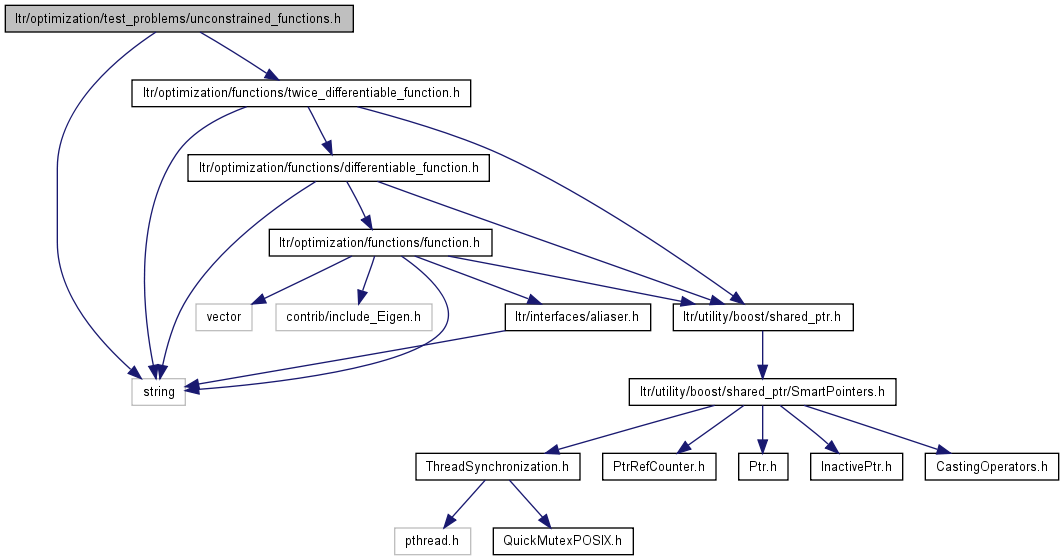 ltr/optimization/test_problems/unconstrained_functions.h
ltr/optimization/functions/twice_differentiable_function.h
ltr/optimization/functions/differentiable_function.h
ltr/optimization/functions/function.h
vector
contrib/include_Eigen.h
ltr/interfaces/aliaser.h
ltr/utility/boost/shared_ptr.h
string
ltr/utility/boost/shared_ptr/SmartPointers.h
ThreadSynchronization.h
PtrRefCounter.h
Ptr.h
InactivePtr.h
CastingOperators.h
pthread.h
QuickMutexPOSIX.h